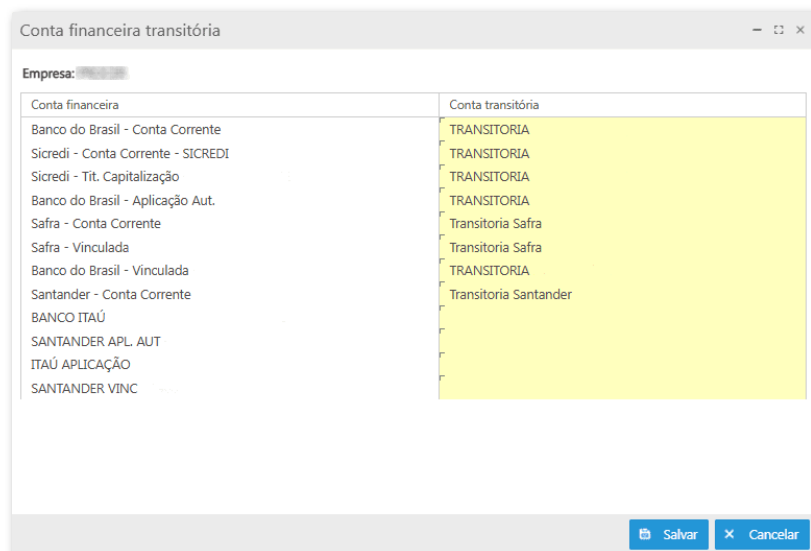 Conta financeira transitória
Empresa:
Conta financeira Conta transitória
Banco do Brasil - Conta Corrente TRANSITORIA
Sicredi - Conta Corrente - SICREDI TRANSITORIA
Sicredi - Tit. Capitalização TRANSITORIA
Banco do Brasil - Aplicação Aut. TRANSITORIA
Safra - Conta Corrente Transitoria Safra
Safra - Vinculada Transitoria Safra
Banco do Brasil - Vinculada TRANSITORIA
Santander - Conta Corrente Transitoria Santander
BANCO ITAÚ
SANTANDER APL. AUT
ITAÚ APLICAÇÃO
SANTANDER VINC
Salvar Cancelar